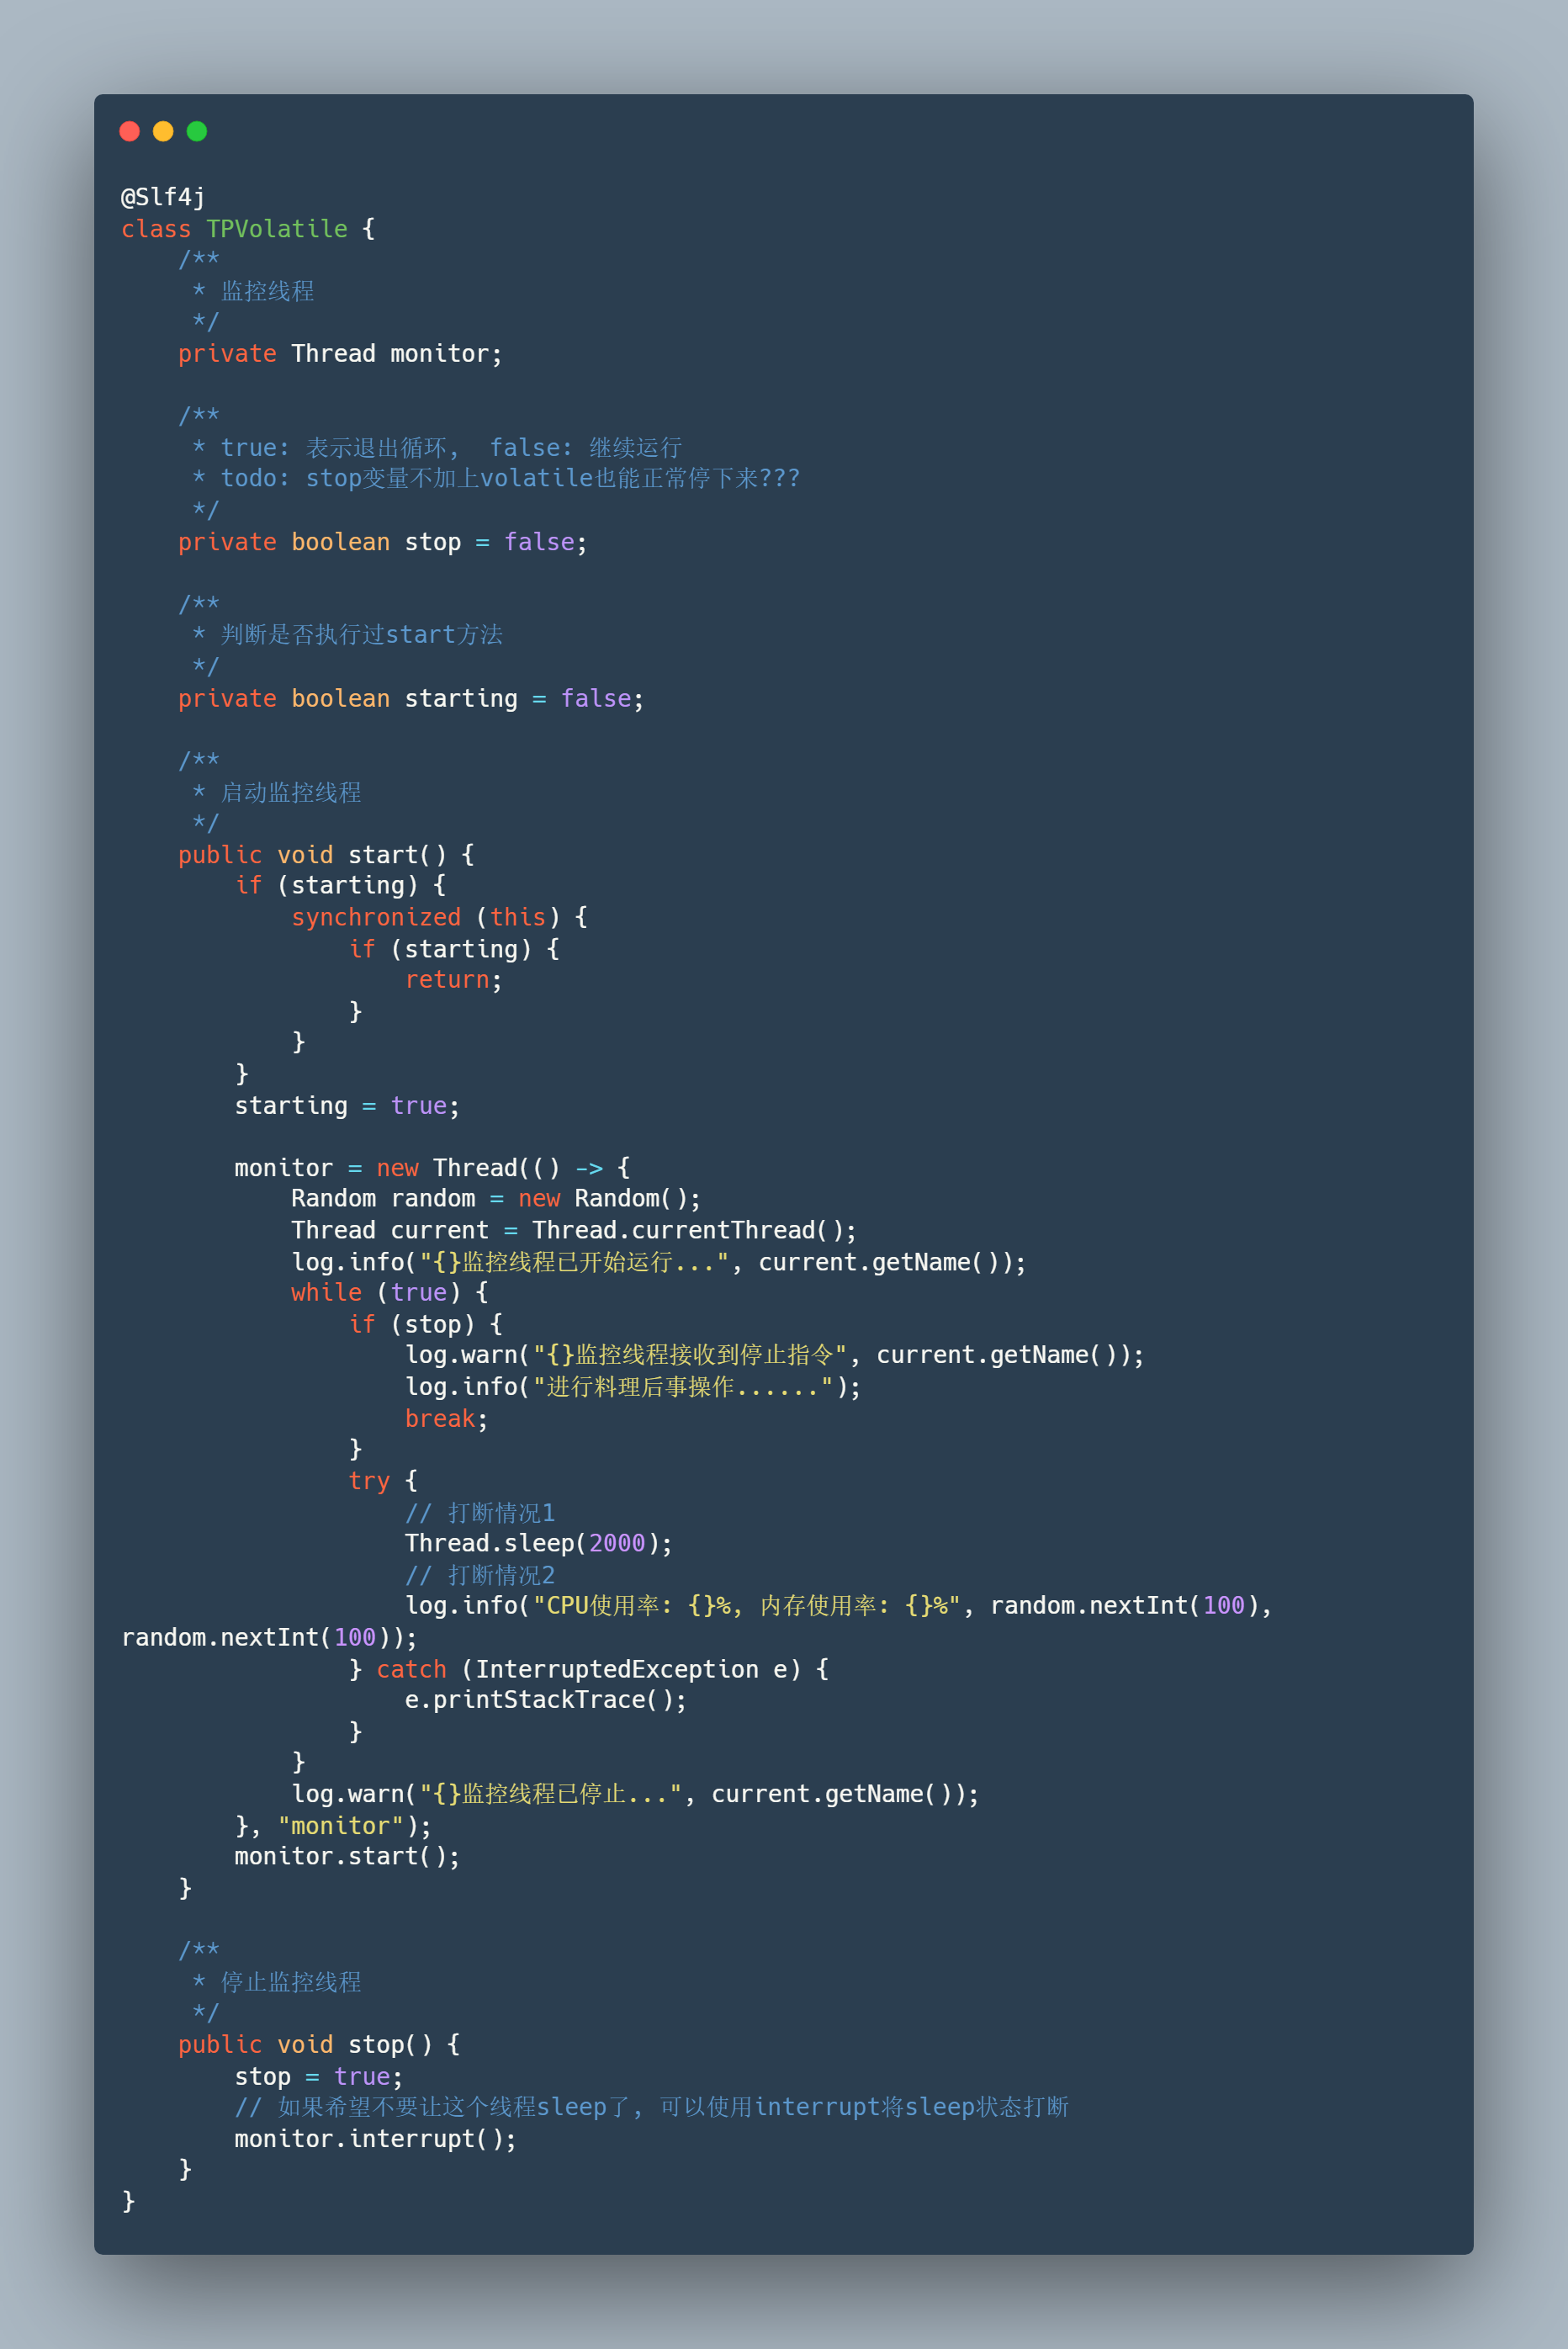 @Slf4j
class TPVolatile {
    /**
     * 监控线程
     */
    private Thread monitor;

    /**
     * true: 表示退出循环,  false: 继续运行
     * todo: stop变量不加上volatile也能正常停下来???
     */
    private boolean stop = false;

    /**
     * 判断是否执行过start方法
     */
    private boolean starting = false;

    /**
     * 启动监控线程
     */
    public void start() {
        if (starting) {
            synchronized (this) {
                if (starting) {
                    return;
                }
            }
        }
        starting = true;

        monitor = new Thread(() -> {
            Random random = new Random();
            Thread current = Thread.currentThread();
            log.info("{}监控线程已开始运行...", current.getName());
            while (true) {
                if (stop) {
                    log.warn("{}监控线程接收到停止指令", current.getName());
                    log.info("进行料理后事操作......");
                    break;
                }
                try {
                    // 打断情况1
                    Thread.sleep(2000);
                    // 打断情况2
                    log.info("CPU使用率: {}%, 内存使用率: {}%", random.nextInt(100),
random.nextInt(100));
                } catch (InterruptedException e) {
                    e.printStackTrace();
                }
            }
            log.warn("{}监控线程已停止...", current.getName());
        }, "monitor");
        monitor.start();
    }

    /**
     * 停止监控线程
     */
    public void stop() {
        stop = true;
        // 如果希望不要让这个线程sleep了, 可以使用interrupt将sleep状态打断
        monitor.interrupt();
    }
}